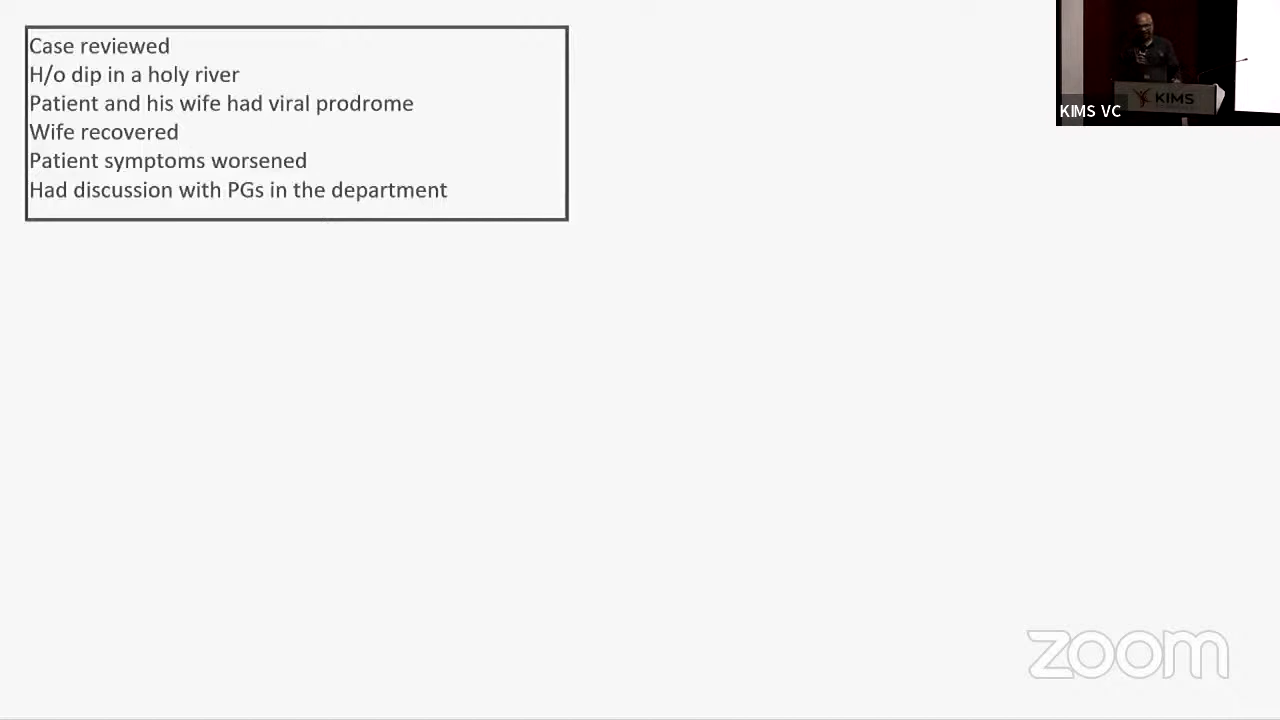 Case reviewed
H/o dip in a holy river
Patient and his wife had viral prodrome
Wife recovered
Patient symptoms worsened
Had discussion with PGs in the department
KIMS
KIMS VC
zoom